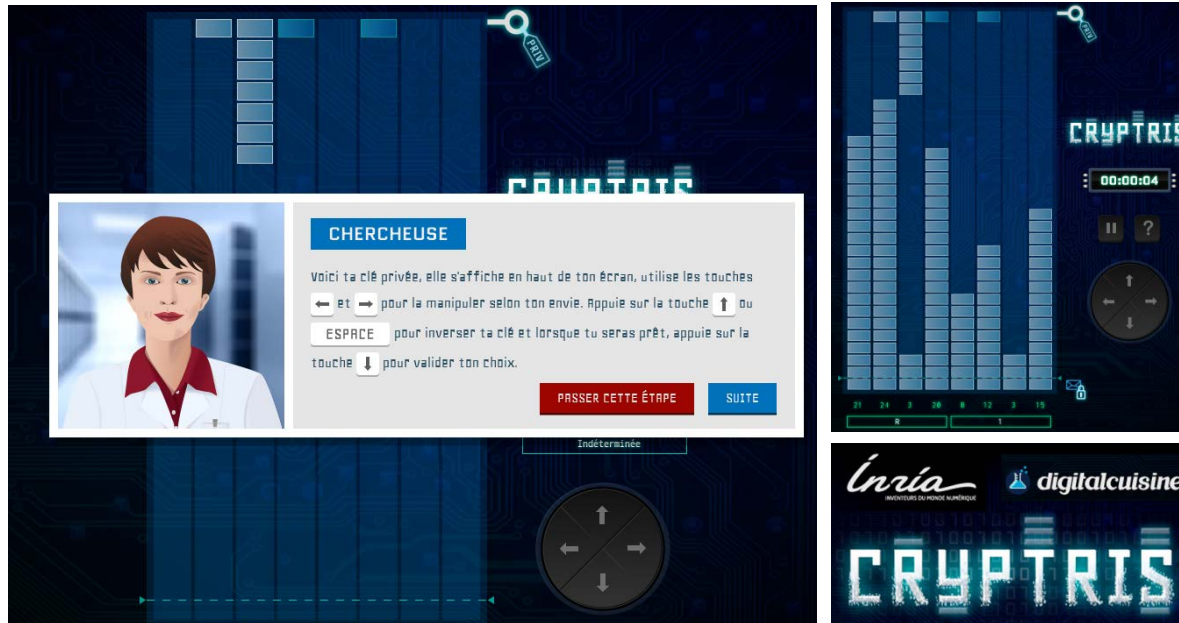 PRIV
CRYPTRIS
CHERCHEUSE
Voici ta clé privée, elle s'affiche en haut de ton écran, utilise les touches
← et → pour la manipuler selon ton envie. Appuie sur la touche ↑ ou
ESPACE pour inverser ta clé et lorsque tu seras prêt, appuie sur la
touche ↓ pour valider ton choix.
PASSER CETTE ÉTAPE SUITE
Indéterminée
PRIV
CRYPTRIS
00:00:04
?
21 24 3 20 8 12 3 15
R 1
Inría
INVENTEURS DU MONDE NUMÉRIQUE
digitalcuisine
CRYPTRIS